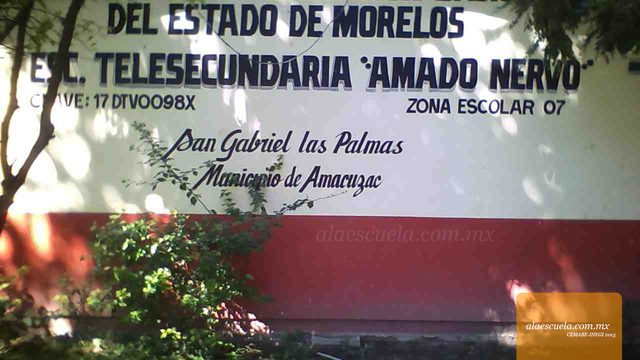 DEL ESTADO DE MORELOS
ESC. TELESECUNDARIA "AMADO NERVO"
CLAVE: 17DTV0098X ZONA ESCOLAR 07
San Gabriel las Palmas
Municipio de Amacuzac
alaescuela.com.mx
alaescuela.com.mx
CEMABE-INEGI 2013